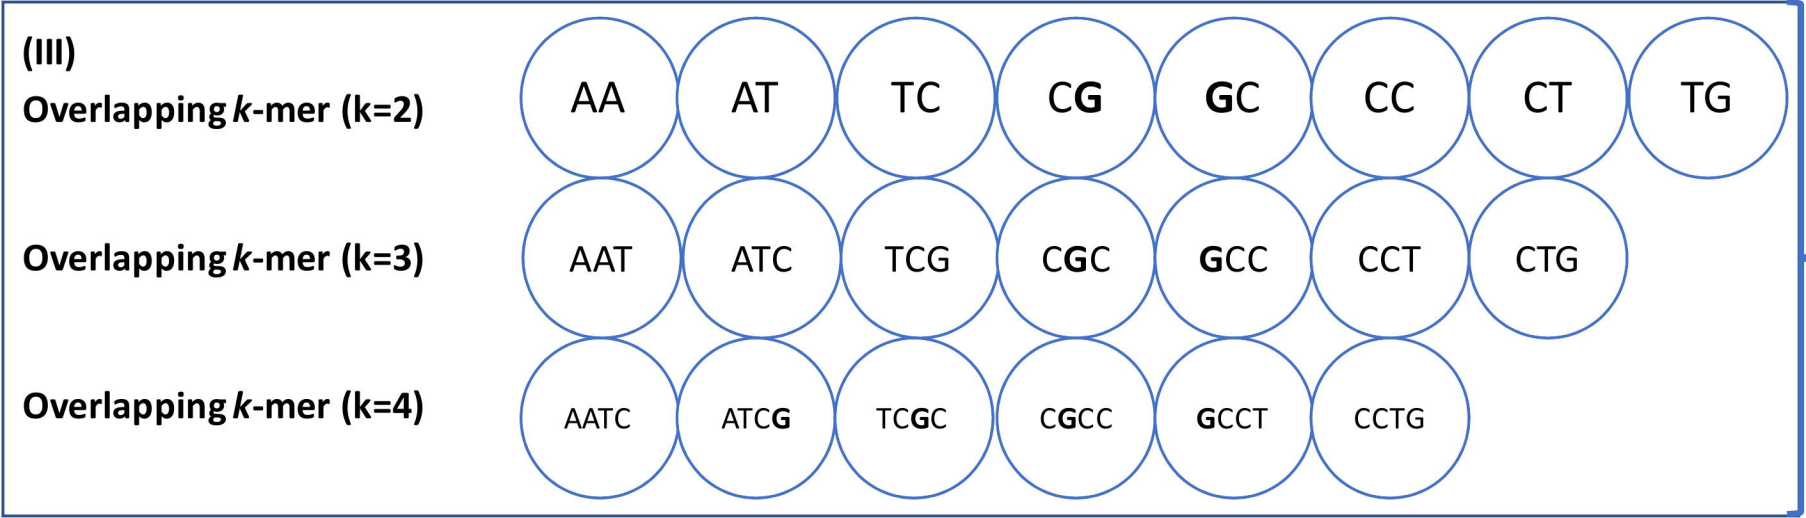 (III)
Overlapping k-mer (k=2)
AA AT TC CG GC CC CT TG
Overlapping k-mer (k=3)
AAT ATC TCG CGC GCC CCT CTG
Overlapping k-mer (k=4)
AATC ATCG TCGC CGCC GCCT CCTG